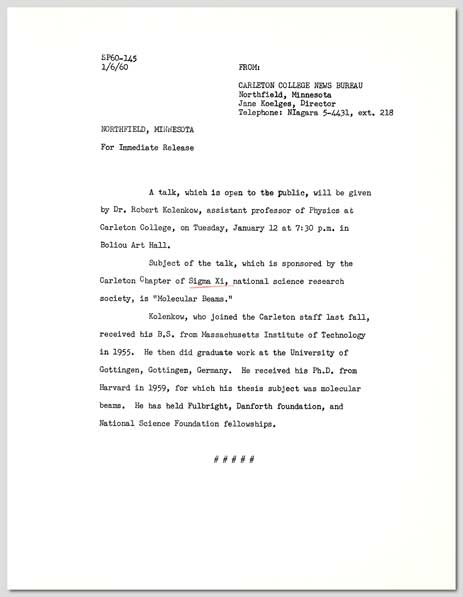 SP60-145
1/6/60
FROM:
CARLETON COLLEGE NEWS BUREAU
Northfield, Minnesota
Jane Koelges, Director
Telephone: NIagara 5-4431, ext. 218
NORTHFIELD, MINNESOTA
For Immediate Release
A talk, which is open to the public, will be given
by Dr. Robert Kolenkow, assistant professor of Physics at
Carleton College, on Tuesday, January 12 at 7:30 p.m. in
Boliou Art Hall.
Subject of the talk, which is sponsored by the
Carleton Chapter of Sigma Xi, national science research
society, is "Molecular Beams."
Kolenkow, who joined the Carleton staff last fall,
received his B.S. from Massachusetts Institute of Technology
in 1955. He then did graduate work at the University of
Gottingen, Gottingen, Germany. He received his Ph.D. from
Harvard in 1959, for which his thesis subject was molecular
beams. He has held Fulbright, Danforth foundation, and
National Science Foundation fellowships.
# # # # #